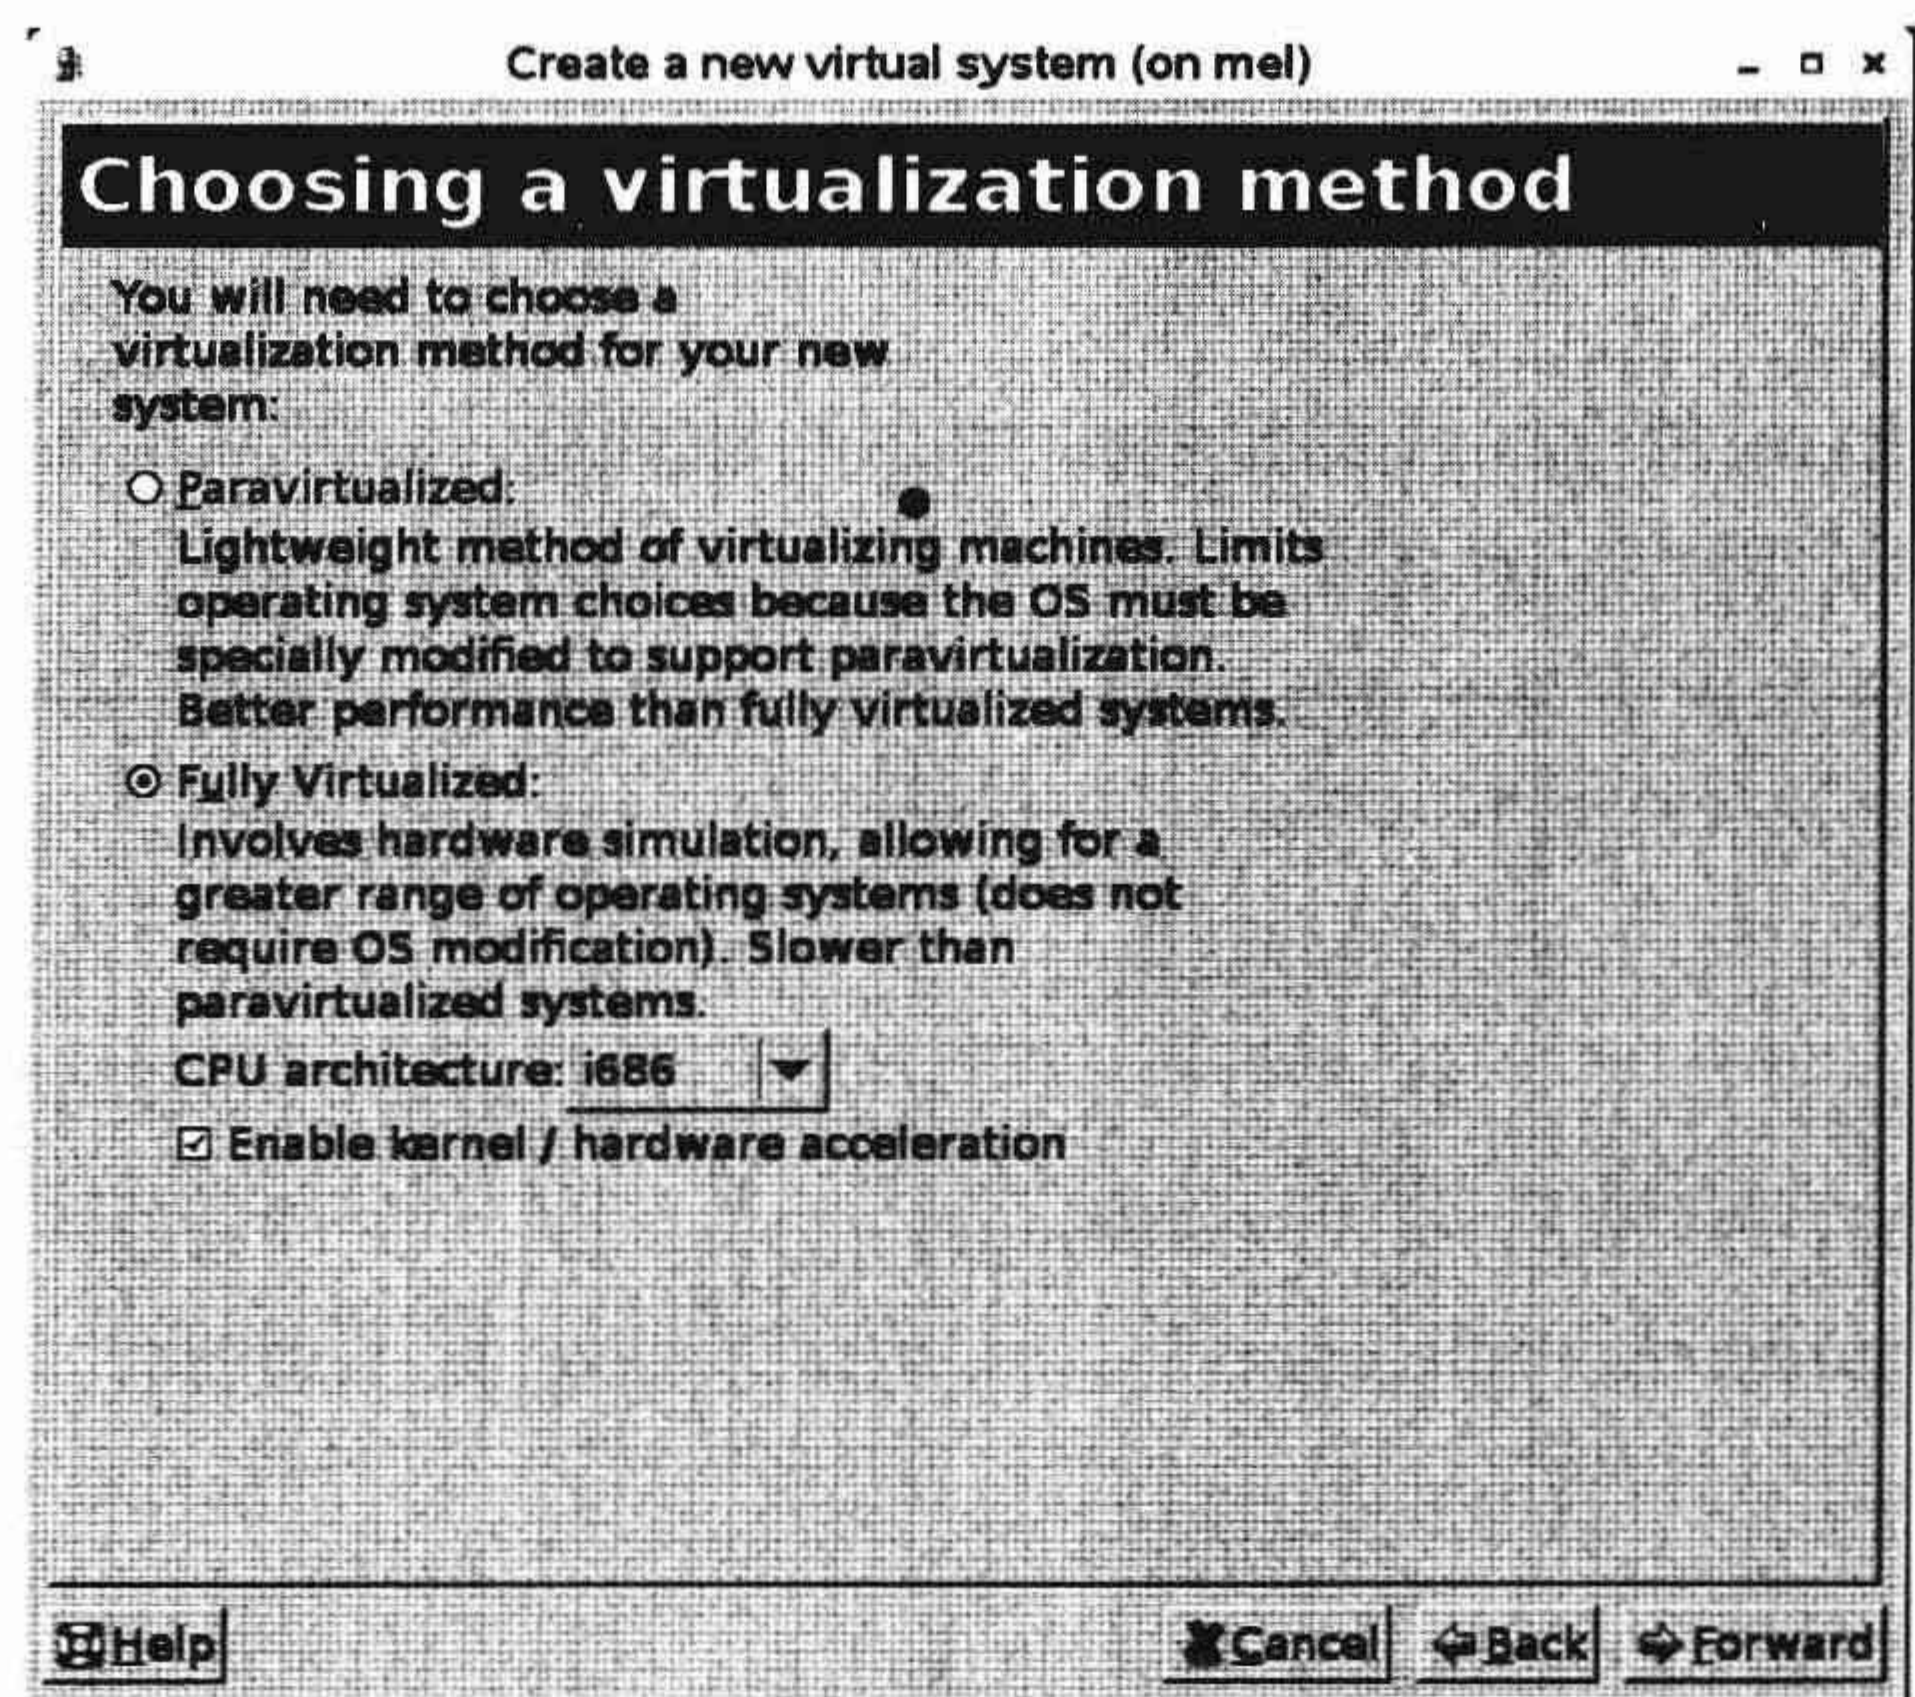 Create a new virtual system (on mel)
Choosing a virtualization method
You will need to choose a
virtualization method for your new
system:
Paravirtualized:
Lightweight method of virtualizing machines. Limits
operating system choices because the OS must be
specially modified to support paravirtualization.
Better performance than fully virtualized systems.
Fully Virtualized:
Involves hardware simulation, allowing for a
greater range of operating systems (does not
require OS modification). Slower than
paravirtualized systems.
CPU architecture: i686
Enable kernel / hardware acceleration
Help Cancel Back Forward